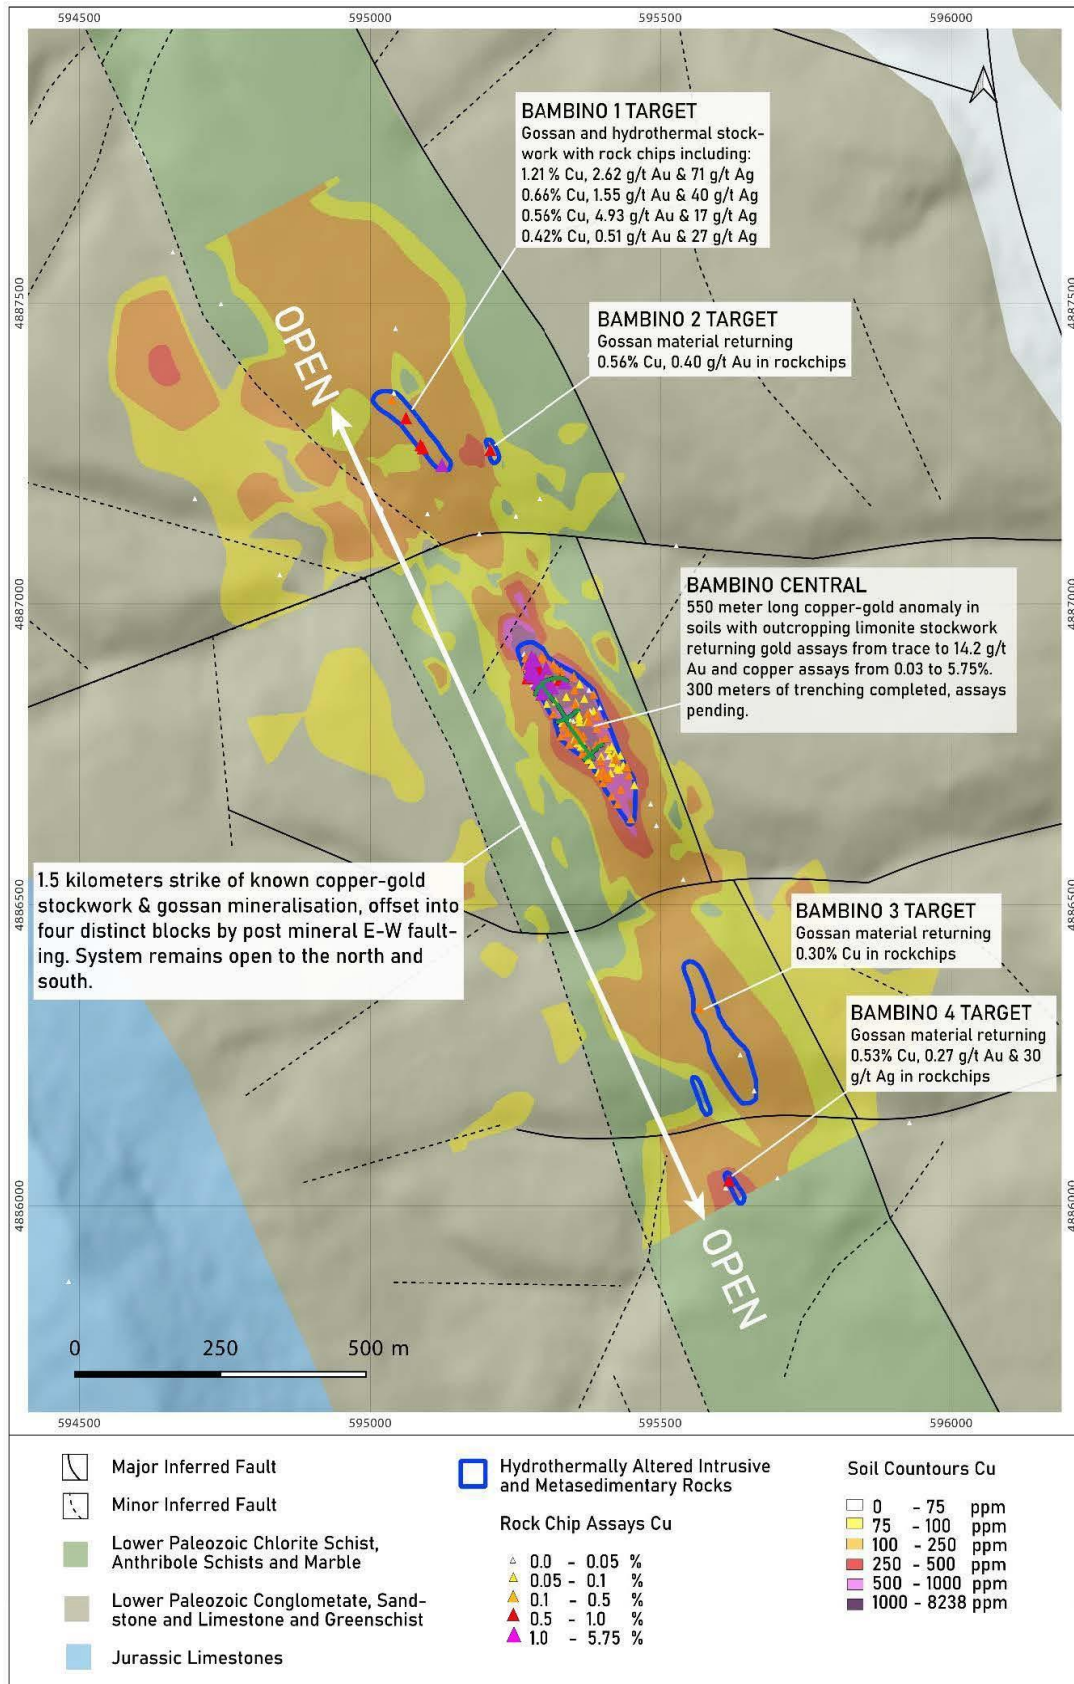 594500
595000
595500
596000
BAMBINO 1 TARGET
Gossan and hydrothermal stock-
work with rock chips including:
1.21 % Cu, 2.62 g/t Au & 71 g/t Ag
0.66% Cu, 1.55 g/t Au & 40 g/t Ag
0.56% Cu, 4.93 g/t Au & 17 g/t Ag
0.42% Cu, 0.51 g/t Au & 27 g/t Ag
4887500
4887500
OPEN
BAMBINO 2 TARGET
Gossan material returning
0.56% Cu, 0.40 g/t Au in rockchips
4887000
4887000
BAMBINO CENTRAL
550 meter long copper-gold anomaly in
soils with outcropping limonite stockwork
returning gold assays from trace to 14.2 g/t
Au and copper assays from 0.03 to 5.75%.
300 meters of trenching completed, assays
pending.
1.5 kilometers strike of known copper-gold
stockwork & gossan mineralisation, offset into
four distinct blocks by post mineral E-W fault-
ing. System remains open to the north and
south.
4886500
4886500
BAMBINO 3 TARGET
Gossan material returning
0.30% Cu in rockchips
BAMBINO 4 TARGET
Gossan material returning
0.53% Cu, 0.27 g/t Au & 30
g/t Ag in rockchips
4886000
4886000
OPEN
0 250 500 m
594500
595000
595500
596000
Major Inferred Fault
Minor Inferred Fault
Lower Paleozoic Chlorite Schist,
Anthribole Schists and Marble
Lower Paleozoic Conglometate, Sand-
stone and Limestone and Greenschist
Jurassic Limestones
Hydrothermally Altered Intrusive
and Metasedimentary Rocks
Rock Chip Assays Cu
0.0 - 0.05 %
0.05 - 0.1 %
0.1 - 0.5 %
0.5 - 1.0 %
1.0 - 5.75 %
Soil Countours Cu
0 - 75 ppm
75 - 100 ppm
100 - 250 ppm
250 - 500 ppm
500 - 1000 ppm
1000 - 8238 ppm